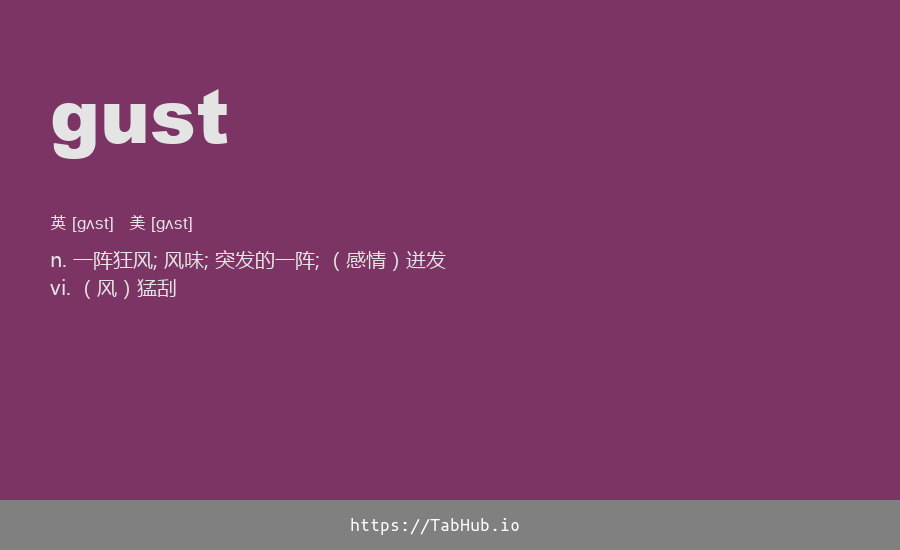 gust
英 [gʌst] 美 [gʌst]
n. 一阵狂风; 风味; 突发的一阵; （感情）迸发
vi. （风）猛刮
https://TabHub.io